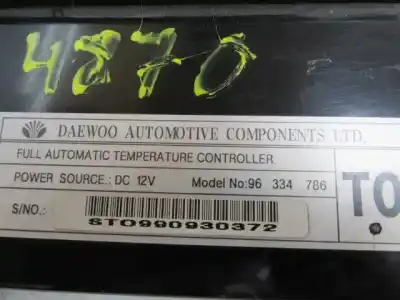 4870
DAEWOO AUTOMOTIVE COMPONENTS LTD.
FULL AUTOMATIC TEMPERATURE CONTROLLER.
POWER SOURCE.: DC 12V Model No:96 334 786
T0
S/NO.:
STO990930372